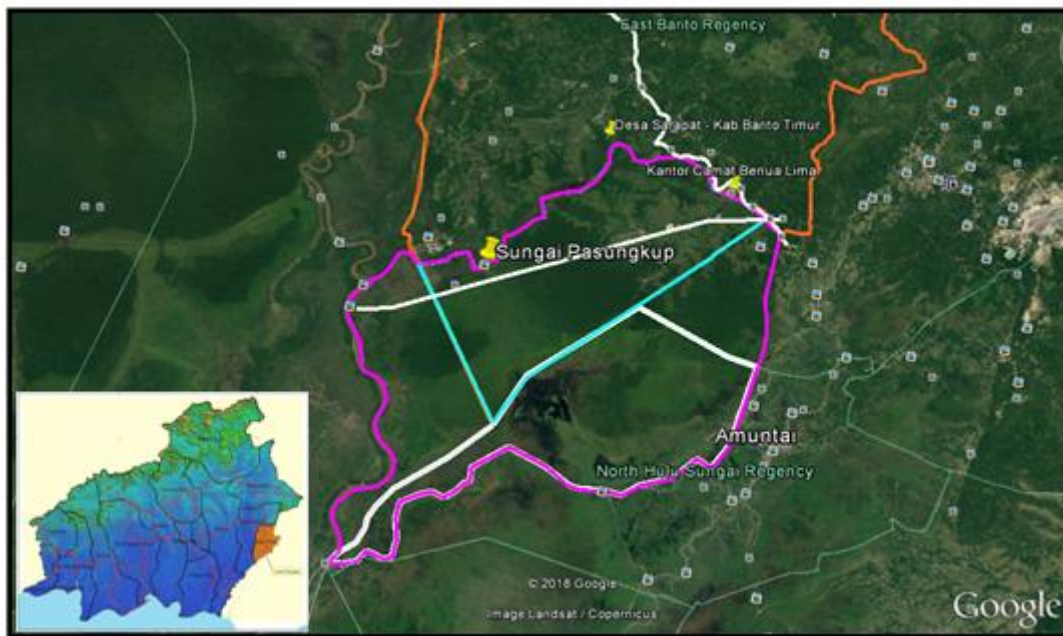 East Barito Regency
Desa Sarapat - Kab Barito Timur
Kantor Camat Benua Lima
Sungai Pasungkup
Amuntai
North Hulu Sungai Regency
© 2018 Google
Image Landsat / Copernicus
Google